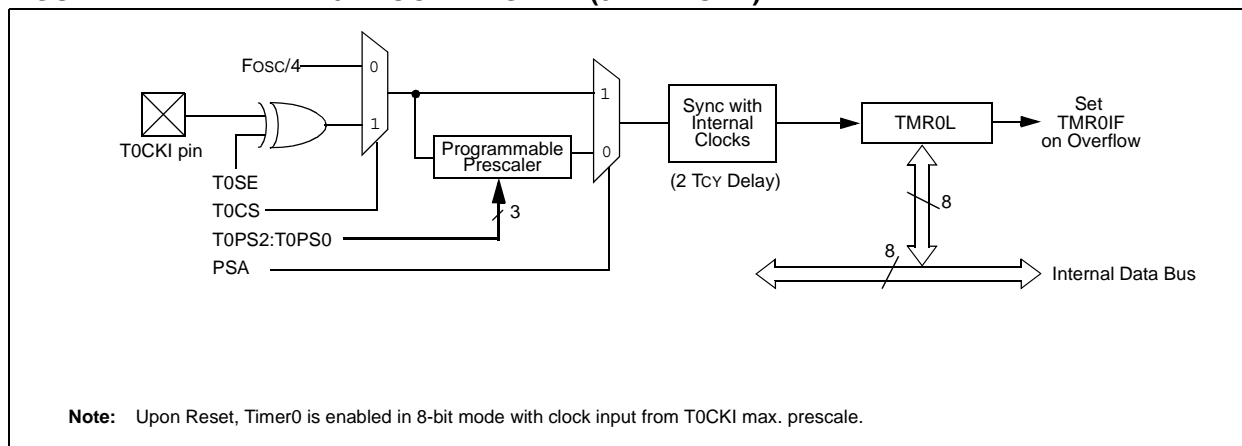 Fosc/4
0
1
T0CKI pin
T0SE
T0CS
T0PS2:T0PS0
PSA
Programmable
Prescaler
3
1
0
Sync with
Internal
Clocks
(2 TCY Delay)
TMR0L
Set
TMR0IF
on Overflow
8
8
Internal Data Bus
Note: Upon Reset, Timer0 is enabled in 8-bit mode with clock input from T0CKI max. prescale.